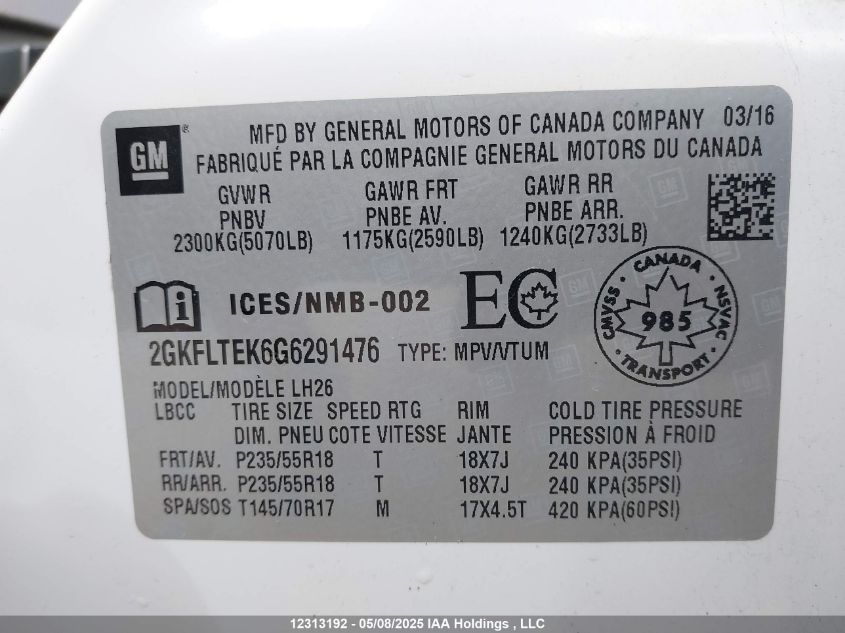 GM ®
MFD BY GENERAL MOTORS OF CANADA COMPANY 03/16
FABRIQUÉ PAR LA COMPAGNIE GENERAL MOTORS DU CANADA
GVWR GAWR FRT GAWR RR
PNBV PNBE AV. PNBE ARR.
2300KG(5070LB) 1175KG(2590LB) 1240KG(2733LB)
i ICES/NMB-002 EC
CANADA
CMVSS 985 NSVAC
TRANSPORT
2GKFLTEK6G6291476 TYPE: MPV/VTUM
MODEL/MODÈLE LH26
LBCC TIRE SIZE SPEED RTG RIM COLD TIRE PRESSURE
DIM. PNEU COTE VITESSE JANTE PRESSION À FROID
FRT/AV. P235/55R18 T 18X7J 240 KPA(35PSI)
RR/ARR. P235/55R18 T 18X7J 240 KPA(35PSI)
SPA/SOS T145/70R17 M 17X4.5T 420 KPA(60PSI)
12313192 - 05/08/2025 IAA Holdings , LLC